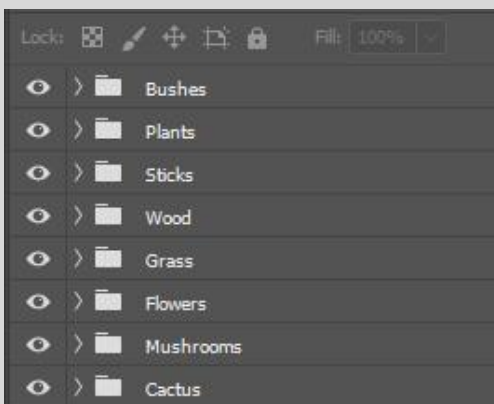 Lock: Fill: 100%
Bushes
Plants
Sticks
Wood
Grass
Flowers
Mushrooms
Cactus